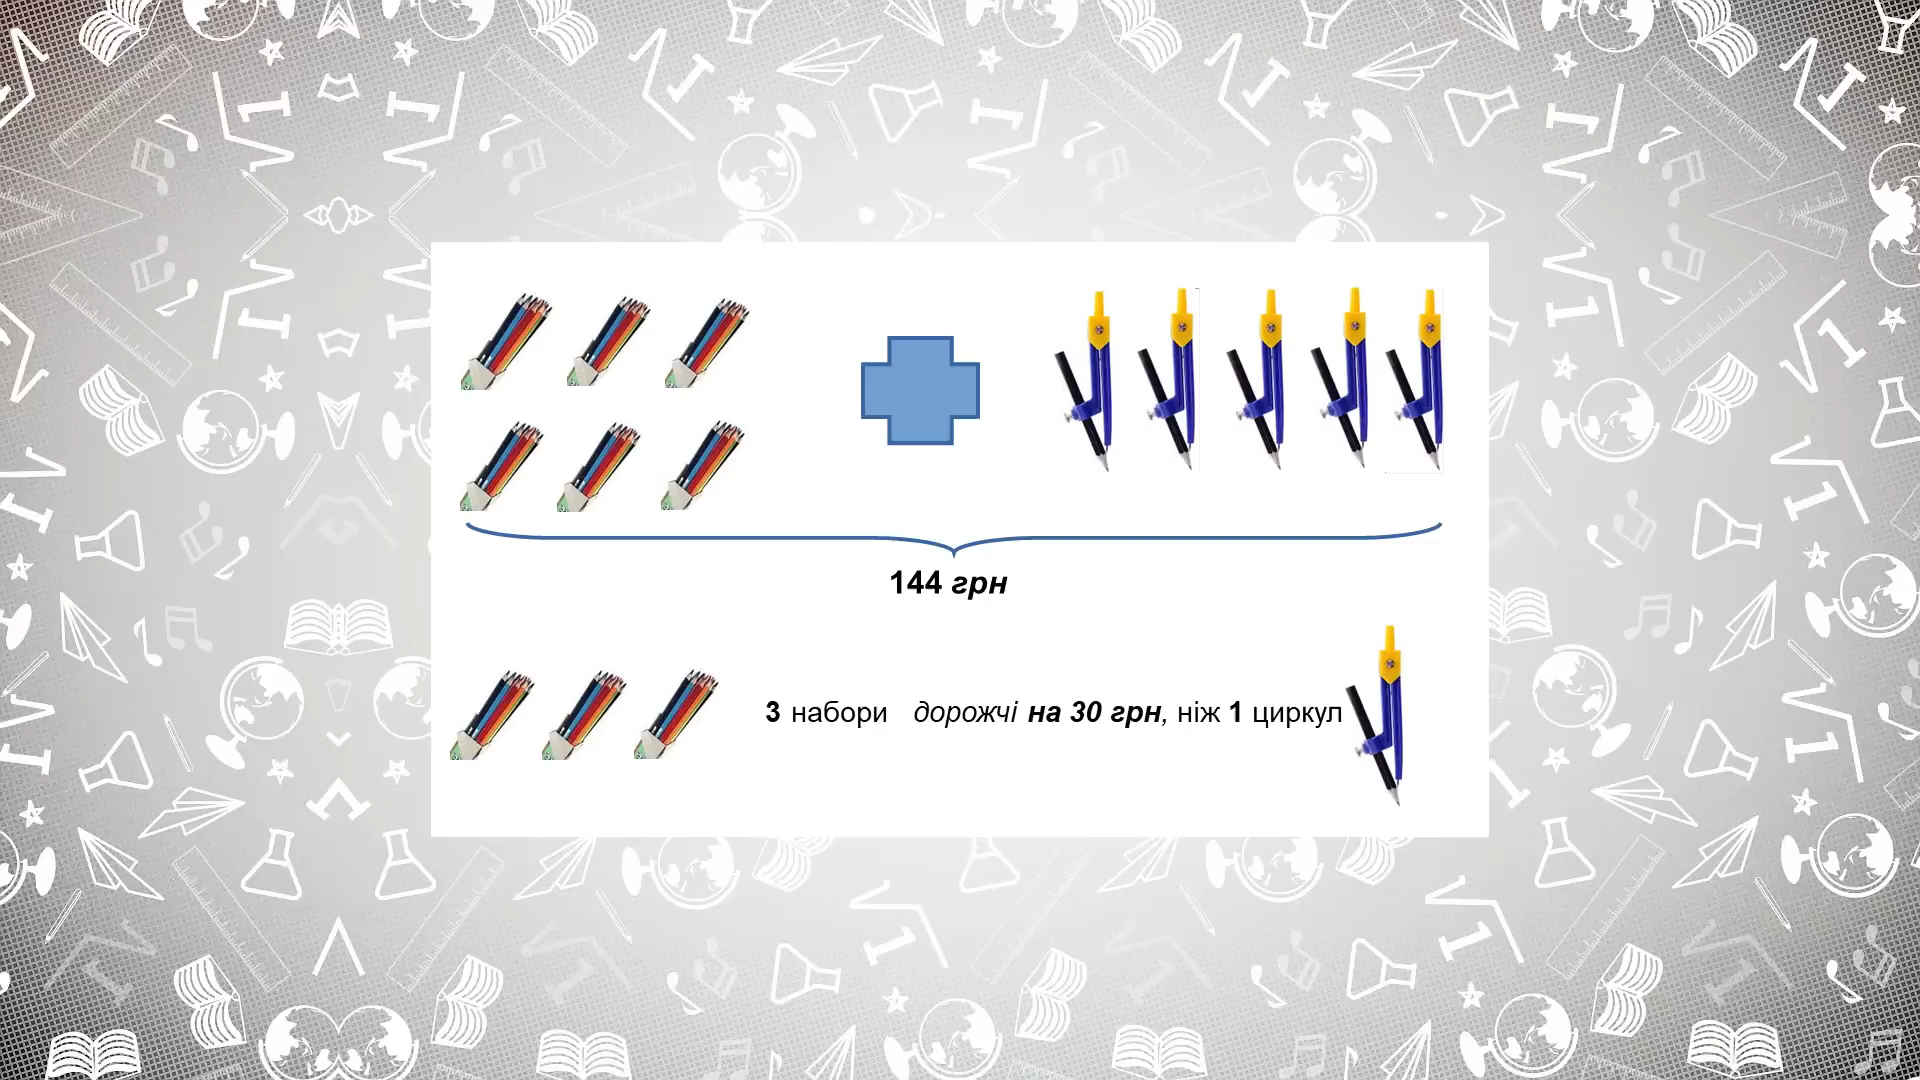 144 грн
3 набори дорожчі на 30 грн, ніж 1 циркул